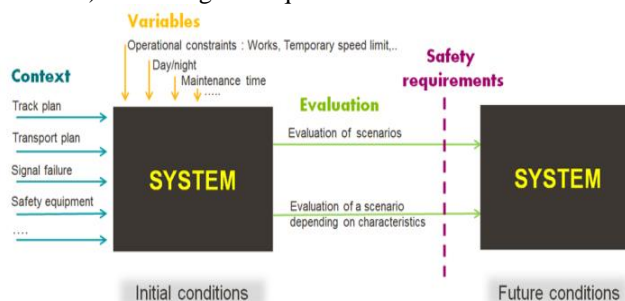 Variables
Operational constraints : Works, Temporary speed limit,..
Day/night
Maintenance time
.....
Safety
requirements
Context
Evaluation
Track plan
Transport plan
Signal failure
Safety equipment
....
Evaluation of scenarios
Evaluation of a scenario
depending on characteristics
SYSTEM
SYSTEM
Initial conditions
Future conditions